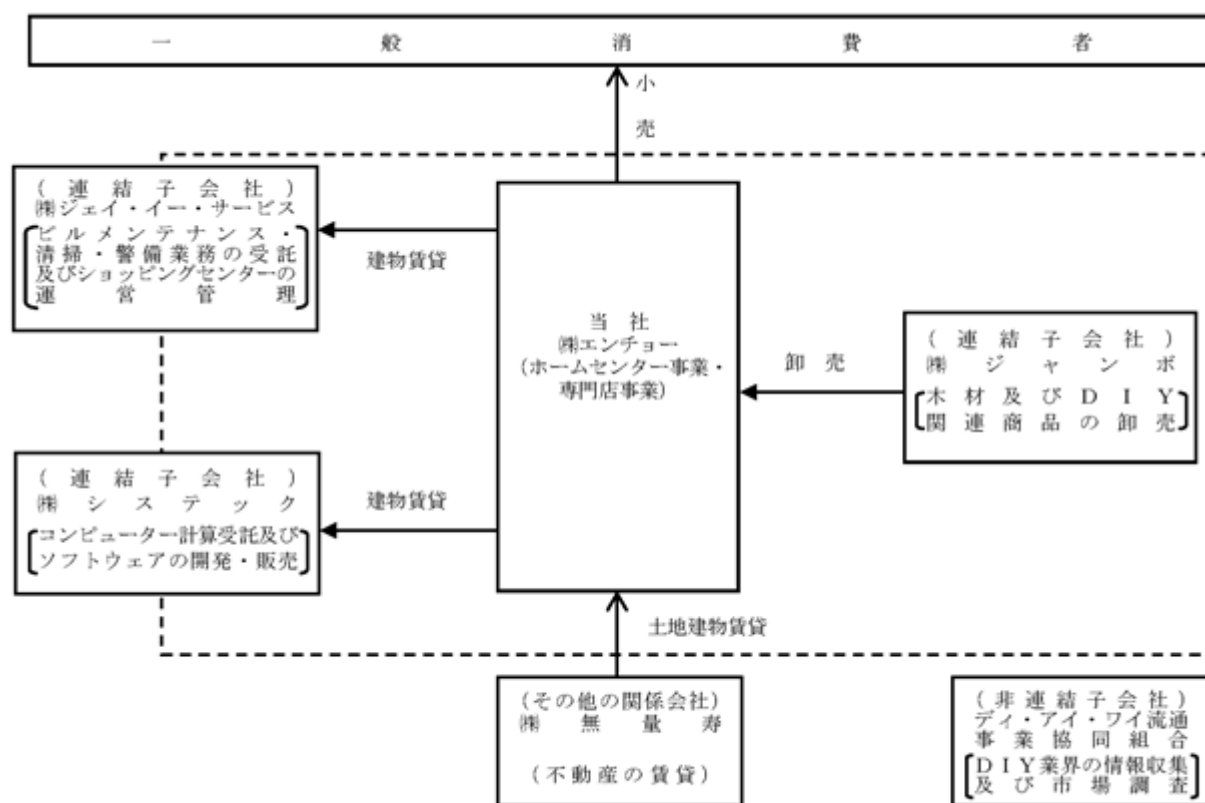 一般消費者
小
売
(連結子会社)
㈱ジェイ・イー・サービス
ビルメンテナンス・
清掃・警備業務の受託
及びショッピングセンターの
運営管理
建物賃貸
当社
㈱エンチョー
(ホームセンター事業・
専門店事業)
卸売
(連結子会社)
㈱ジャンボ
木材及びDIY
関連商品の卸売
(連結子会社)
㈱システック
コンピューター計算受託及び
ソフトウェアの開発・販売
建物賃貸
土地建物賃貸
(その他の関係会社)
㈱無量寿
(不動産の賃貸)
(非連結子会社)
ディ・アイ・ワイ流通
事業協同組合
DIY業界の情報収集
及び市場調査